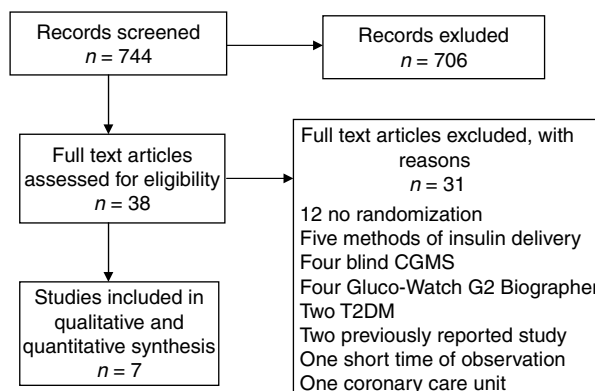 Records screened
n = 744
Records exluded
n = 706
Full text articles
assessed for eligibility
n = 38
Full text articles excluded, with
reasons
n = 31
12 no randomization
Five methods of insulin delivery
Four blind CGMS
Four Gluco-Watch G2 Biographer
Two T2DM
Two previously reported study
One short time of observation
One coronary care unit
Studies included in
qualitative and
quantitative synthesis
n = 7